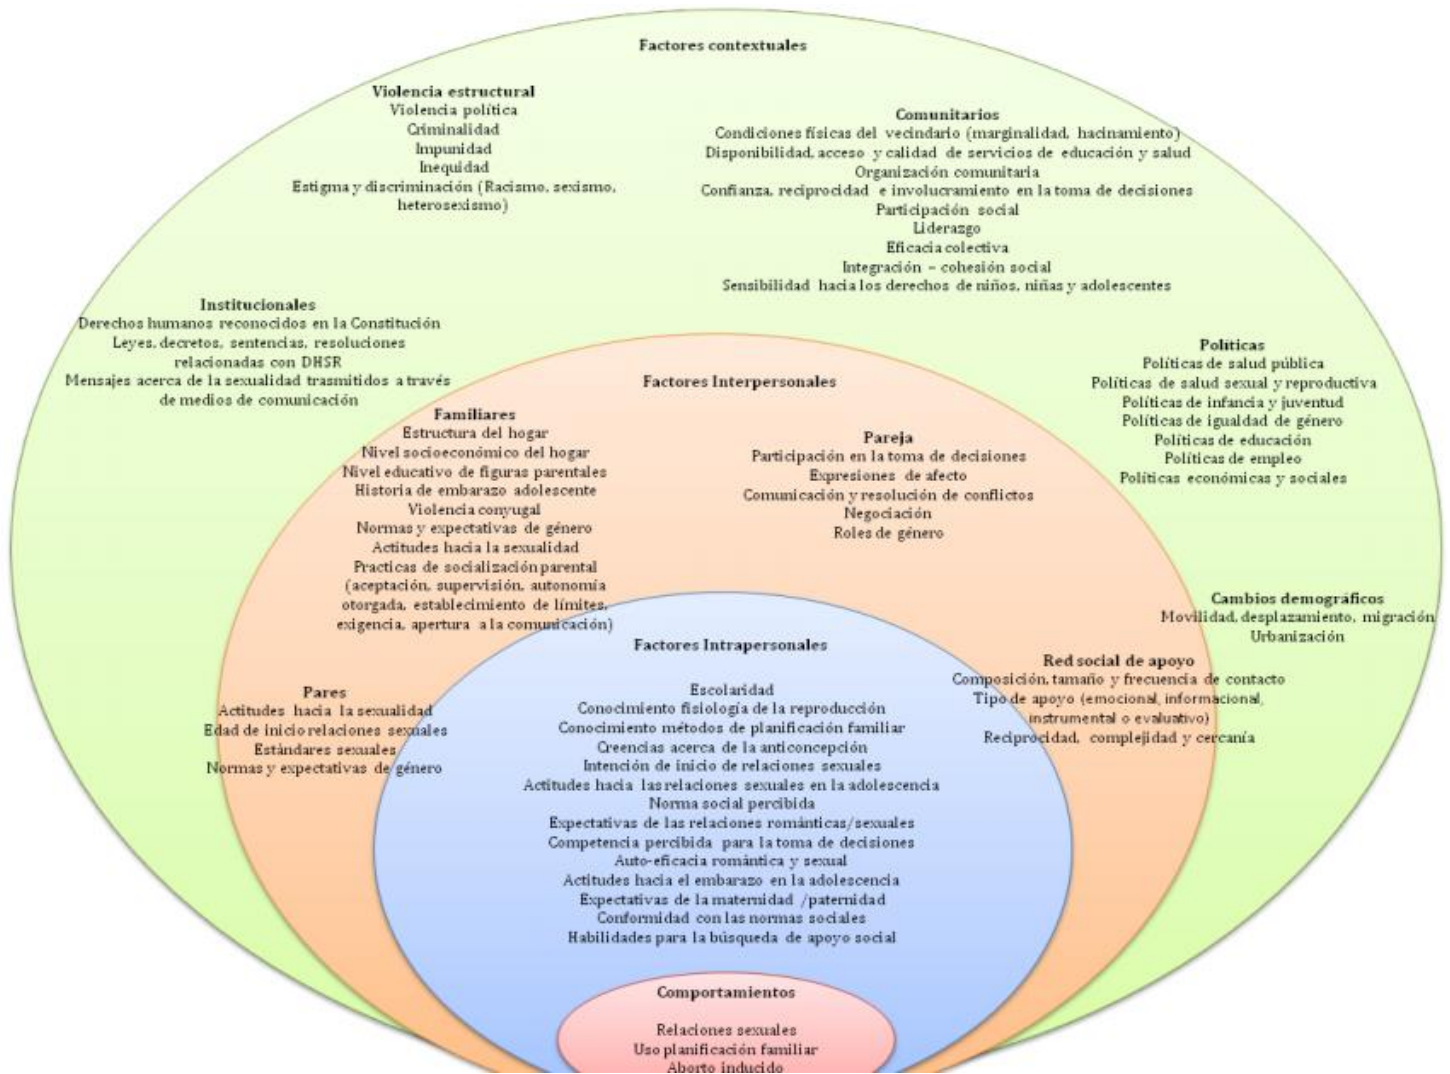 Factores contextuales
Violencia estructural
Violencia política
Criminalidad
Impunidad
Inequidad
Estigma y discriminación (Racismo, sexismo,
heterosexismo)
Comunitarios
Condiciones físicas del vecindario (marginalidad, hacinamiento)
Disponibilidad, acceso y calidad de servicios de educación y salud
Organización comunitaria
Confianza, reciprocidad e involucramiento en la toma de decisiones
Participación social
Liderazgo
Eficacia colectiva
Integración – cohesión social
Sensibilidad hacia los derechos de niños, niñas y adolescentes
Institucionales
Derechos humanos reconocidos en la Constitución
Leyes, decretos, sentencias, resoluciones
relacionadas con DHSR
Mensajes acerca de la sexualidad trasmitidos a través
de medios de comunicación
Políticas
Políticas de salud pública
Políticas de salud sexual y reproductiva
Políticas de infancia y juventud
Políticas de igualdad de género
Políticas de educación
Políticas de empleo
Políticas económicas y sociales
Factores Interpersonales
Familiares
Estructura del hogar
Nivel socioeconómico del hogar
Nivel educativo de figuras parentales
Historia de embarazo adolescente
Violencia conyugal
Normas y expectativas de género
Actitudes hacia la sexualidad
Practicas de socialización parental
(aceptación, supervisión, autonomía
otorgada, establecimiento de límites,
exigencia, apertura a la comunicación)
Pareja
Participación en la toma de decisiones
Expresiones de afecto
Comunicación y resolución de conflictos
Negociación
Roles de género
Cambios demográficos
Movilidad, desplazamiento, migración
Urbanización
Pares
Actitudes hacia la sexualidad
Edad de inicio relaciones sexuales
Estándares sexuales
Normas y expectativas de género
Red social de apoyo
Composición, tamaño y frecuencia de contacto
Tipo de apoyo (emocional, informacional,
instrumental o evaluativo)
Reciprocidad, complejidad y cercanía
Factores Intrapersonales
Escolaridad
Conocimiento fisiología de la reproducción
Conocimiento métodos de planificación familiar
Creencias acerca de la anticoncepción
Intención de inicio de relaciones sexuales
Actitudes hacia las relaciones sexuales en la adolescencia
Norma social percibida
Expectativas de las relaciones románticas/sexuales
Competencia percibida para la toma de decisiones
Auto-eficacia romántica y sexual
Actitudes hacia el embarazo en la adolescencia
Expectativas de la maternidad /paternidad
Conformidad con las normas sociales
Habilidades para la búsqueda de apoyo social
Comportamientos
Relaciones sexuales
Uso planificación familiar
Aborto inducido